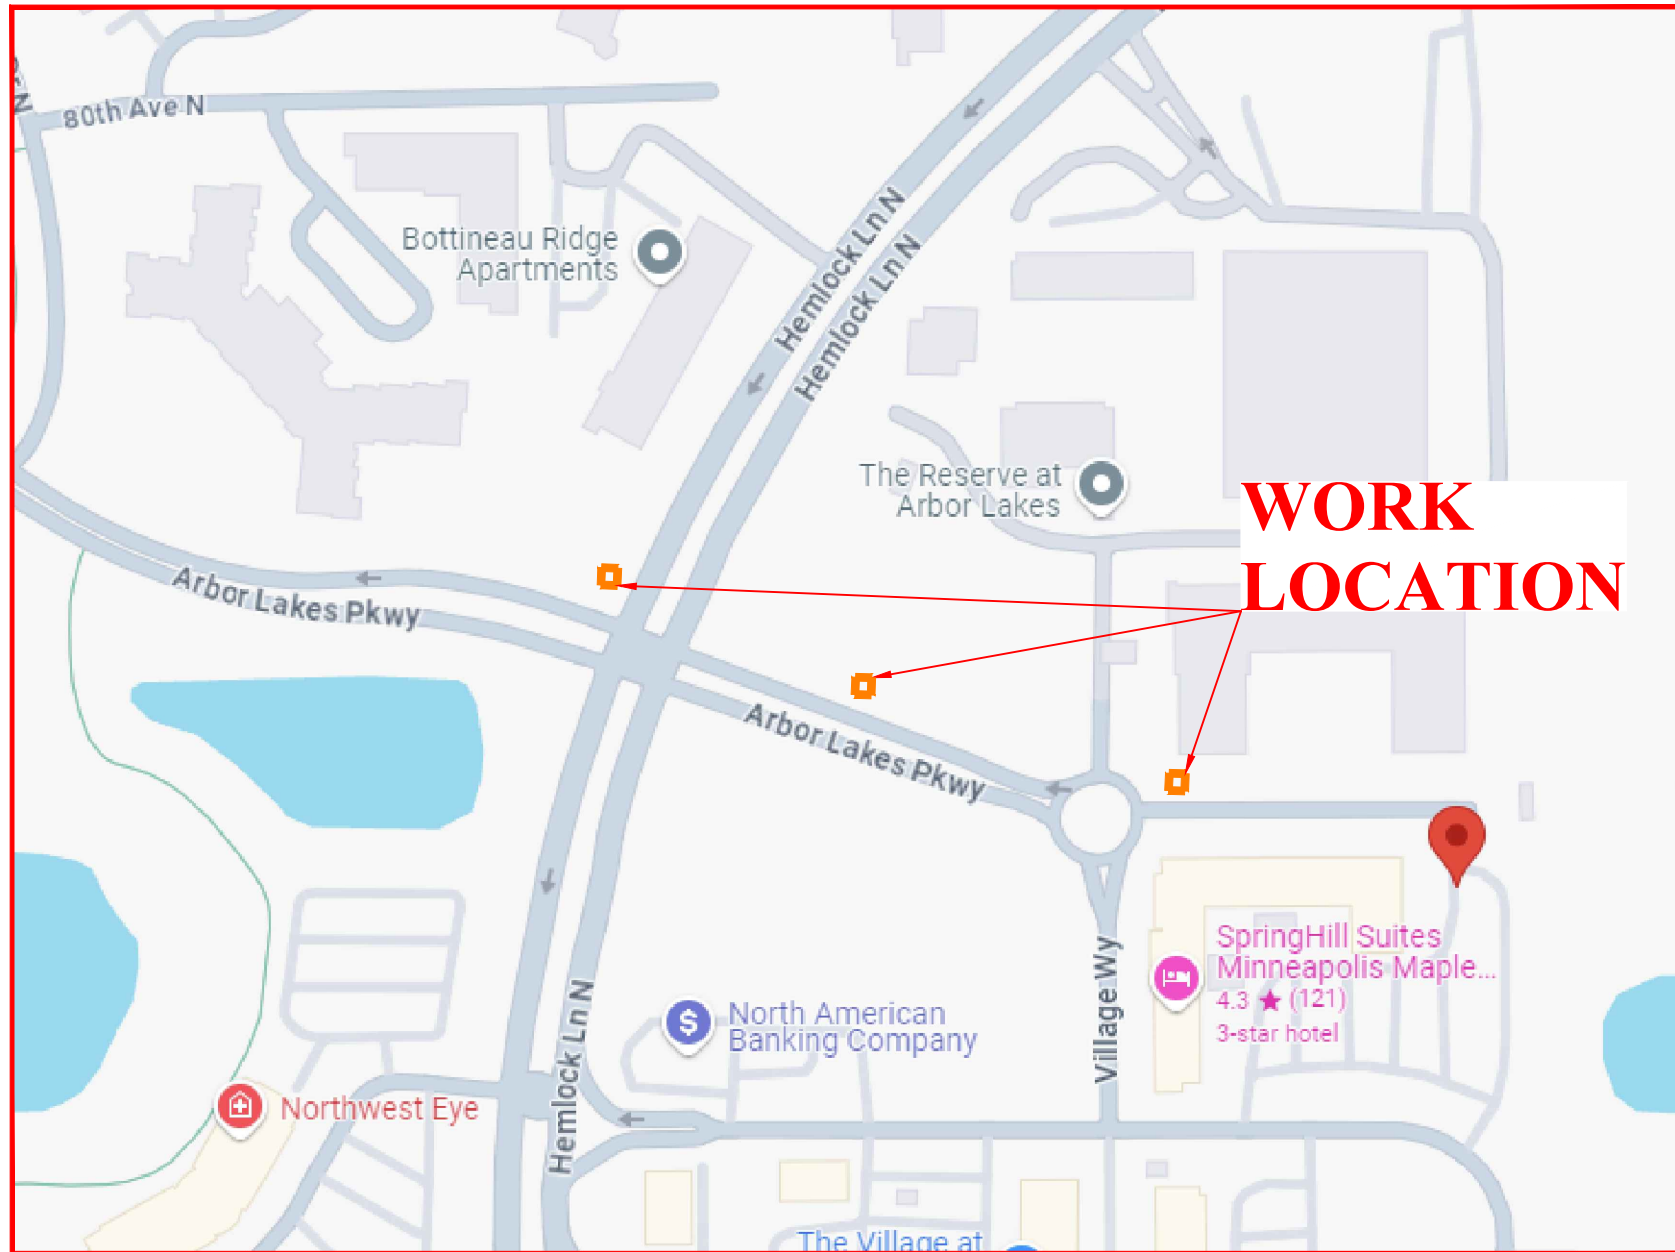 80th Ave N
Bottineau Ridge
Apartments
Hemlock Ln N
Hemlock Ln N
The Reserve at
Arbor Lakes
WORK
LOCATION
Arbor Lakes Pkwy
Arbor Lakes Pkwy
SpringHill Suites
Minneapolis Maple...
4.3 ★ (121)
3-star hotel
Village Wy
Hemlock Ln N
North American
Banking Company
$
Northwest Eye
The Village at